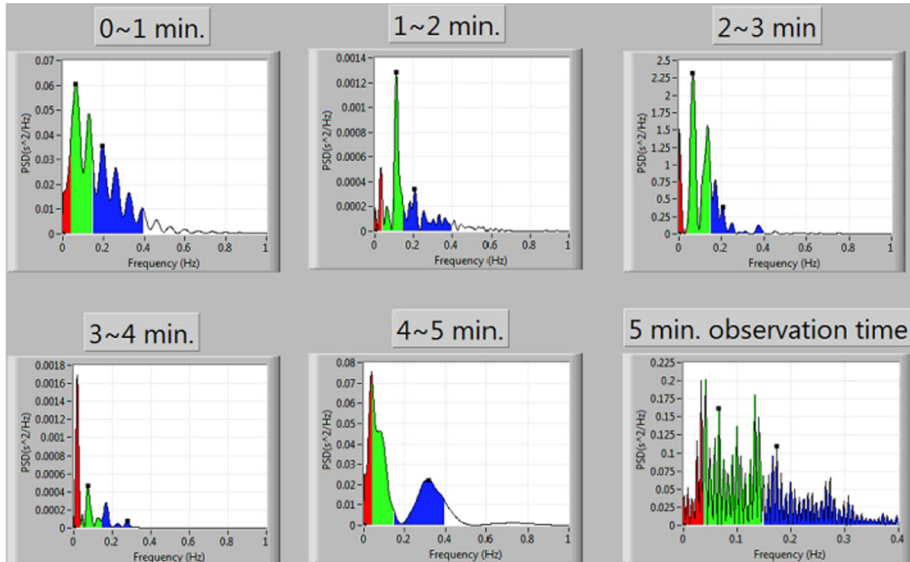 0~1 min.
1~2 min.
2~3 min
0.07
0.06
0.05
0.04
0.03
0.02
0.01
0
PSD(s^2/Hz)
0 0.2 0.4 0.6 0.8 1
Frequency (Hz)
0.0014
0.0012
0.001
0.0008
0.0006
0.0004
0.0002
0
PSD(s^2/Hz)
0 0.2 0.4 0.6 0.8 1
Frequency (Hz)
2.5
2.25
2
1.75
1.5
1.25
1
0.75
0.5
0.25
0
PSD(s^2/Hz)
0 0.2 0.4 0.6 0.8 1
Frequency (Hz)
3~4 min.
4~5 min.
5 min. observation time
0.0018
0.0016
0.0014
0.0012
0.001
0.0008
0.0006
0.0004
0.0002
0
PSD(s^2/Hz)
0 0.2 0.4 0.6 0.8 1
Frequency (Hz)
0.08
0.07
0.06
0.05
0.04
0.03
0.02
0.01
0
PSD(s^2/Hz)
0 0.2 0.4 0.6 0.8 1
Frequency (Hz)
0.225
0.2
0.175
0.15
0.125
0.1
0.075
0.05
0.025
0
PSD(s^2/Hz)
0 0.1 0.2 0.3 0.4
Frequency (Hz)